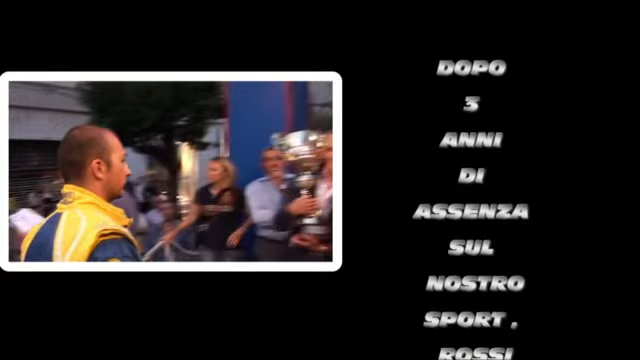 DOPO
3
ANNI
DI
ASSENZA
SUL
NOSTRO
SPORT ,
ROSSI